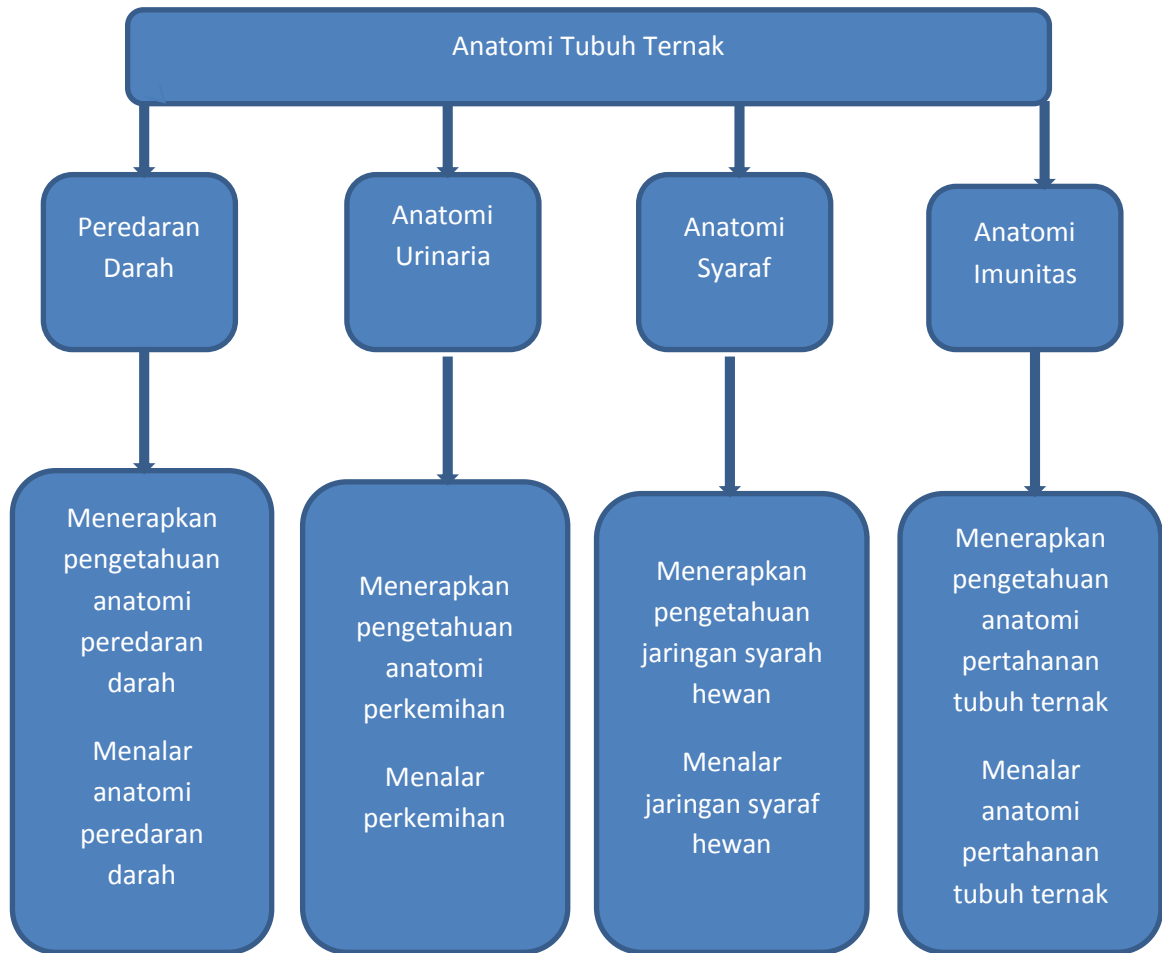 Anatomi Tubuh Ternak
Peredaran
Darah
Anatomi
Urinaria
Anatomi
Syaraf
Anatomi
Imunitas
Menerapkan
pengetahuan
anatomi
peredaran
darah
Menalar
anatomi
peredaran
darah
Menerapkan
pengetahuan
anatomi
perkemihan
Menalar
perkemihan
Menerapkan
pengetahuan
jaringan syarah
hewan
Menalar
jaringan syaraf
hewan
Menerapkan
pengetahuan
anatomi
pertahanan
tubuh ternak
Menalar
anatomi
pertahanan
tubuh ternak